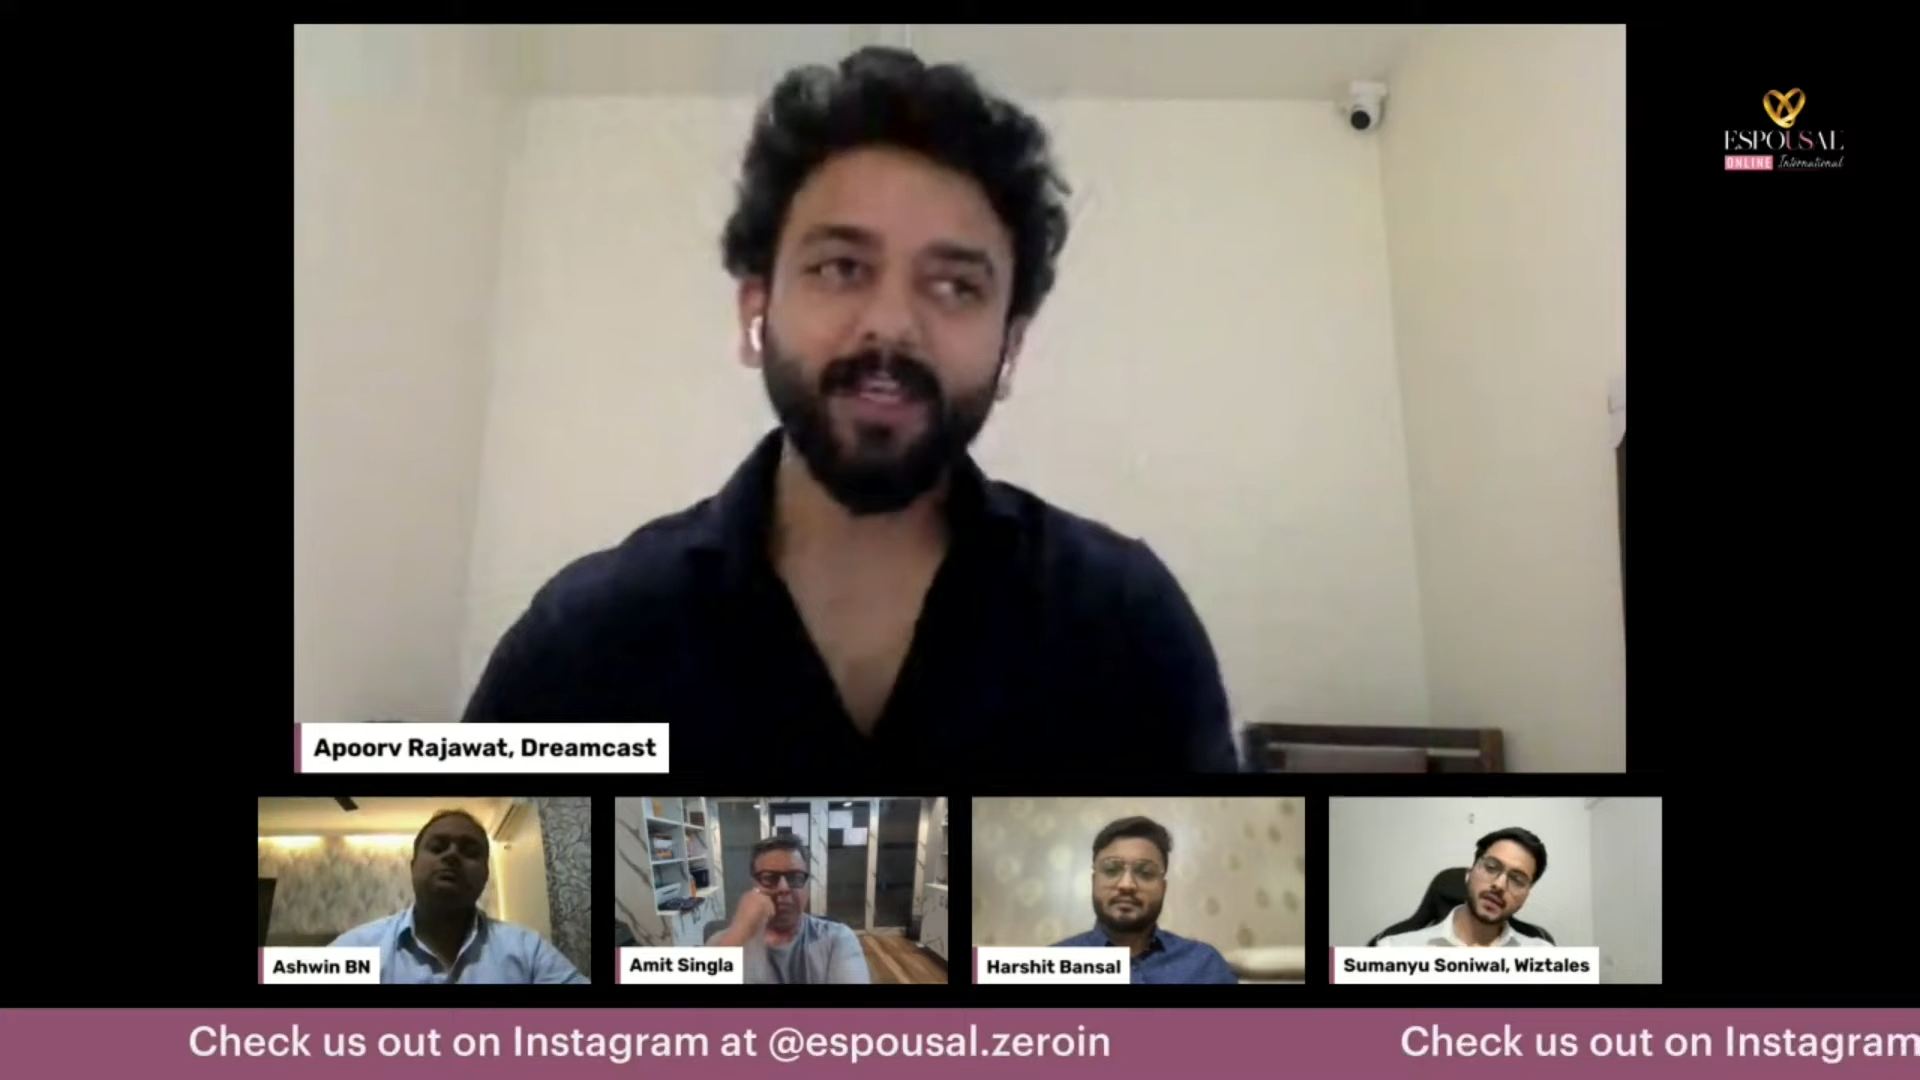 ESPOUSAL
ONLINE International
Apoorv Rajawat, Dreamcast
Ashwin BN
Amit Singla
Harshit Bansal
Sumanyu Soniwal, Wiztales
Check us out on Instagram at @espousal.zeroin
Check us out on Instagram